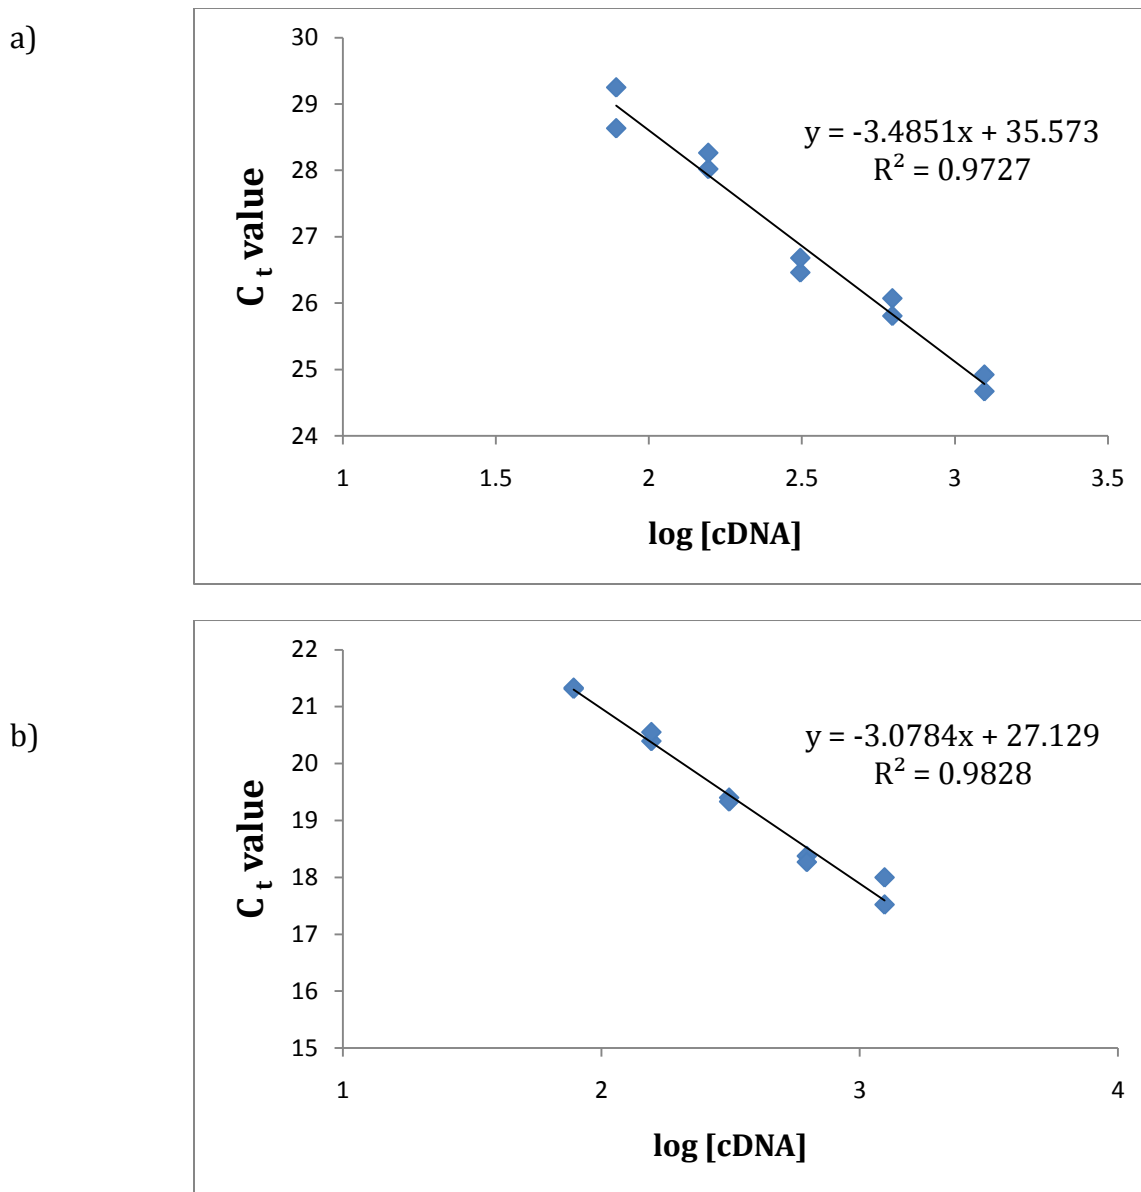 a)
30
29
28
27
26
25
24
C t value
y = -3.4851x + 35.573
R² = 0.9727
1 1.5 2 2.5 3 3.5
log [cDNA]
b)
22
21
20
19
18
17
16
15
C t value
y = -3.0784x + 27.129
R² = 0.9828
1 2 3 4
log [cDNA]